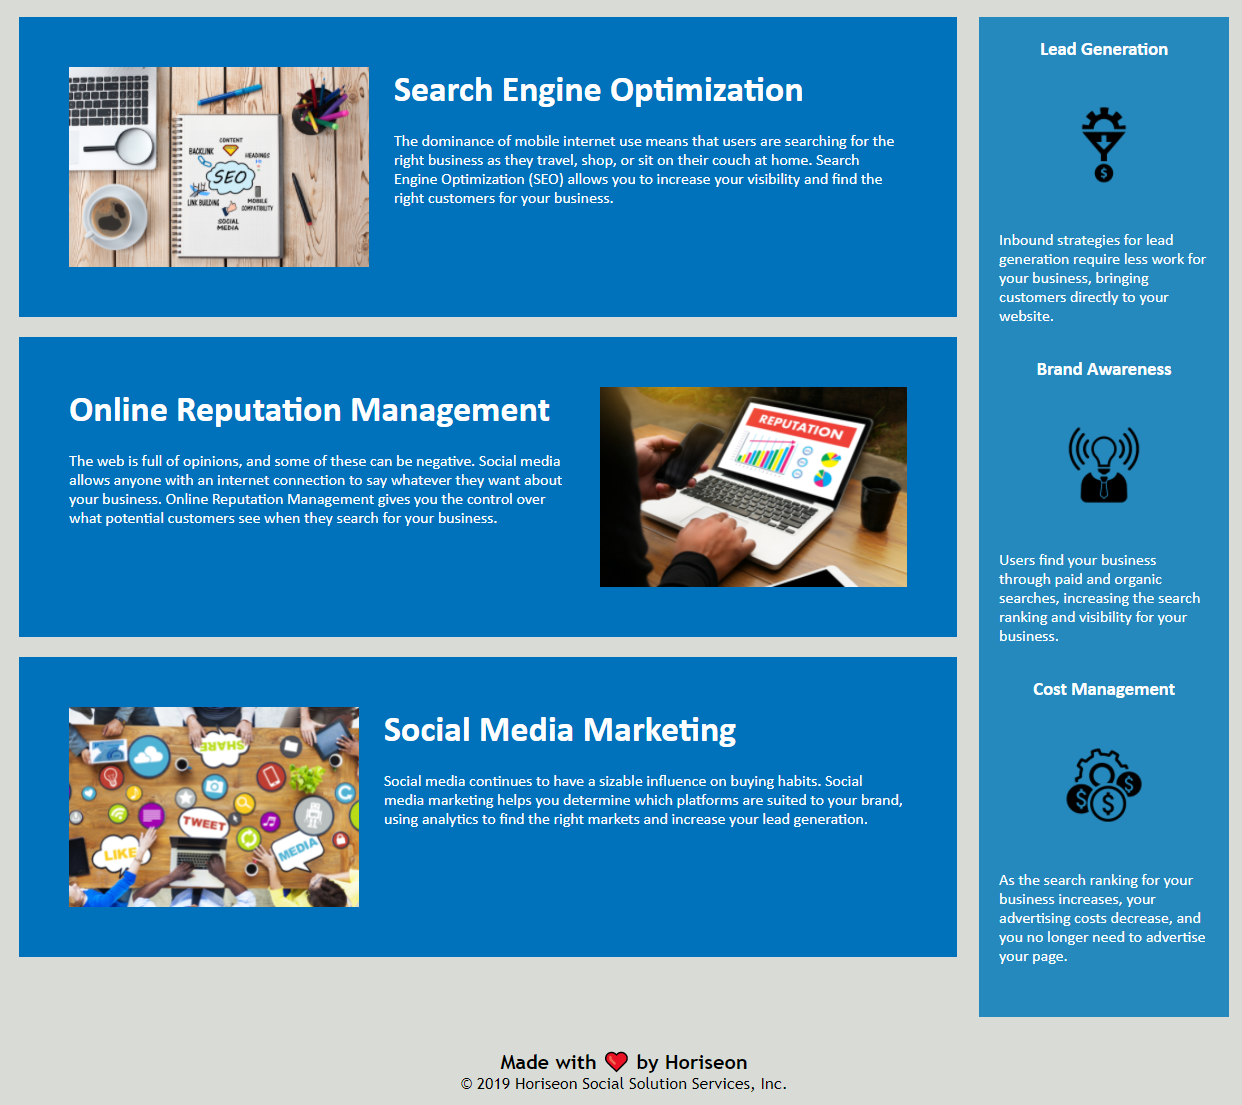 Search Engine Optimization
The dominance of mobile internet use means that users are searching for the
right business as they travel, shop, or sit on their couch at home. Search
Engine Optimization (SEO) allows you to increase your visibility and find the
right customers for your business.
CONTENT
BACKLINK
HEADINGS
SEO
LINK BUILDING
MOBILE
COMPATIBILITY
SOCIAL
MEDIA
Online Reputation Management
The web is full of opinions, and some of these can be negative. Social media
allows anyone with an internet connection to say whatever they want about
your business. Online Reputation Management gives you the control over
what potential customers see when they search for your business.
REPUTATION
Social Media Marketing
Social media continues to have a sizable influence on buying habits. Social
media marketing helps you determine which platforms are suited to your brand,
using analytics to find the right markets and increase your lead generation.
SHARE
TWEET
LIKE
MEDIA
Lead Generation
$
Inbound strategies for lead
generation require less work for
your business, bringing
customers directly to your
website.
Brand Awareness
Users find your business
through paid and organic
searches, increasing the search
ranking and visibility for your
business.
Cost Management
$ $ $
As the search ranking for your
business increases, your
advertising costs decrease, and
you no longer need to advertise
your page.
Made with ❤️ by Horiseon
© 2019 Horiseon Social Solution Services, Inc.